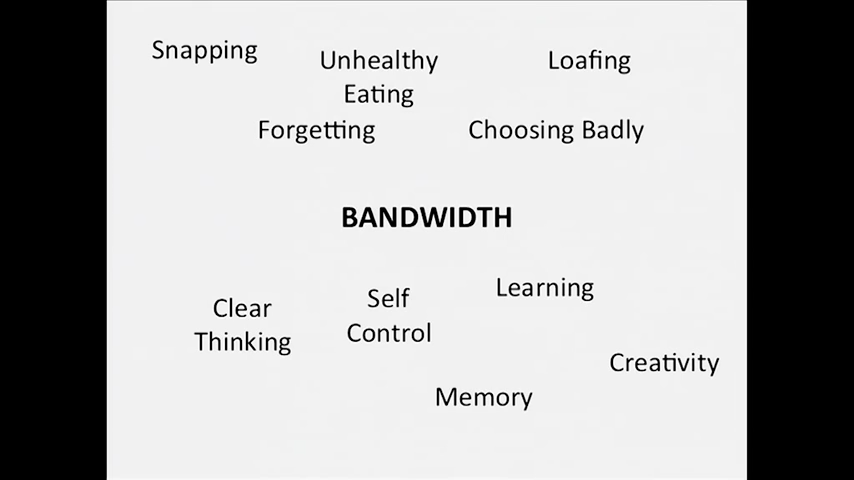 Snapping
Unhealthy
Eating
Loafing
Forgetting
Choosing Badly
BANDWIDTH
Clear
Thinking
Self
Control
Learning
Creativity
Memory